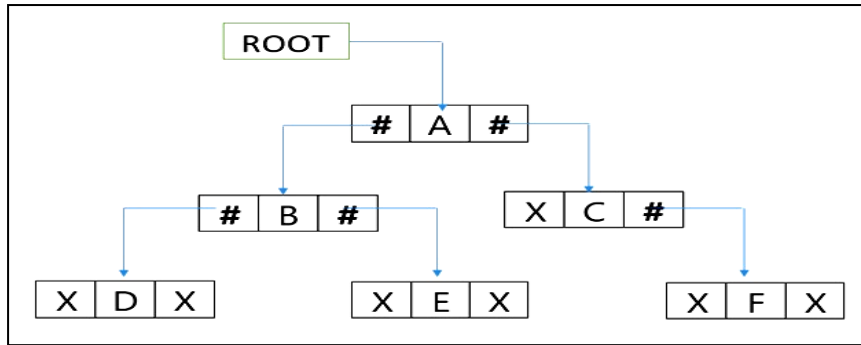 ROOT
# A #
# B #
X C #
X D X
X E X
X F X